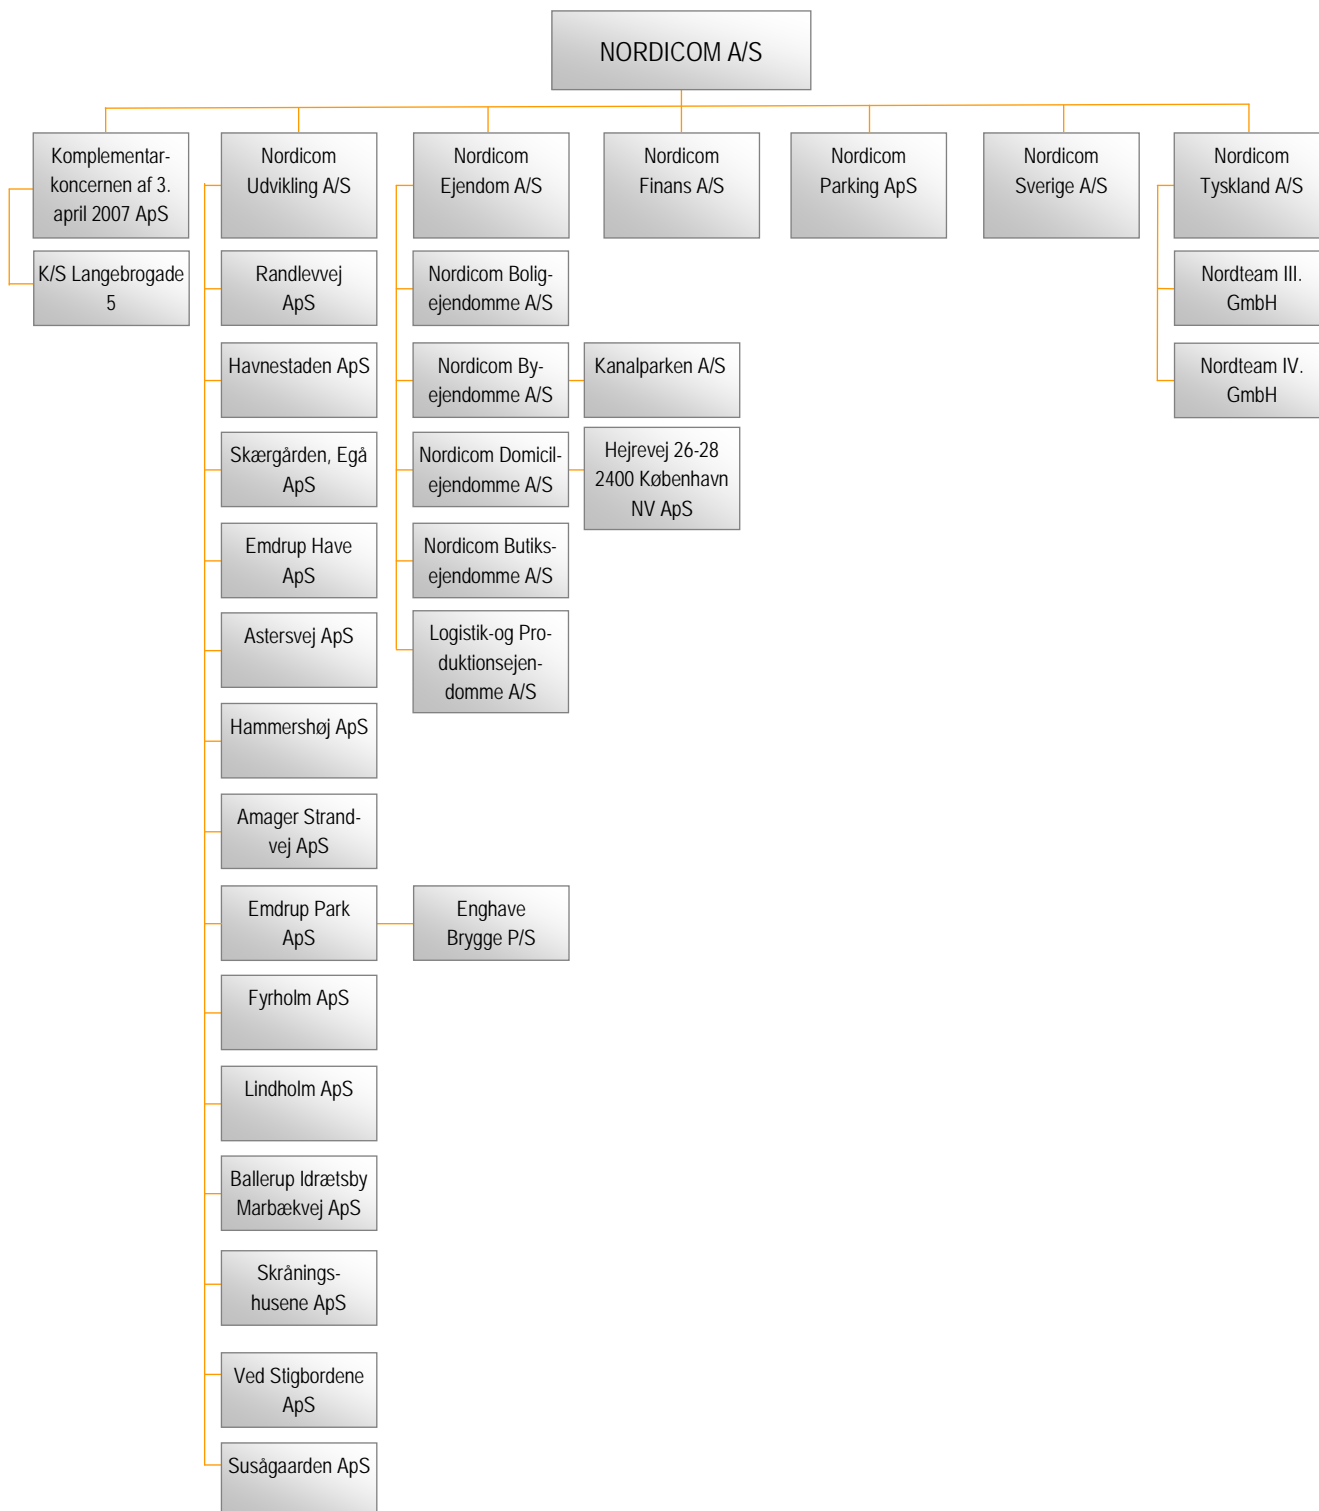 NORDICOM A/S
Komplementar-
koncernen af 3.
april 2007 ApS
Nordicom
Udvikling A/S
Nordicom
Ejendom A/S
Nordicom
Finans A/S
Nordicom
Parking ApS
Nordicom
Sverige A/S
Nordicom
Tyskland A/S
K/S Langebrogade
5
Randlevvej
ApS
Nordicom Bolig-
ejendomme A/S
Nordteam III.
GmbH
Havnestaden ApS
Nordicom By-
ejendomme A/S
Kanalparken A/S
Nordteam IV.
GmbH
Skærgården, Egå
ApS
Nordicom Domicil-
ejendomme A/S
Hejrevej 26-28
2400 København
NV ApS
Emdrup Have
ApS
Nordicom Butiks-
ejendomme A/S
Astersvej ApS
Logistik-og Pro-
duktionsejen-
domme A/S
Hammershøj ApS
Amager Strand-
vej ApS
Emdrup Park
ApS
Enghave
Brygge P/S
Fyrholm ApS
Lindholm ApS
Ballerup Idrætsby
Marbækvej ApS
Skrånings-
husene ApS
Ved Stigbordene
ApS
Susågaarden ApS